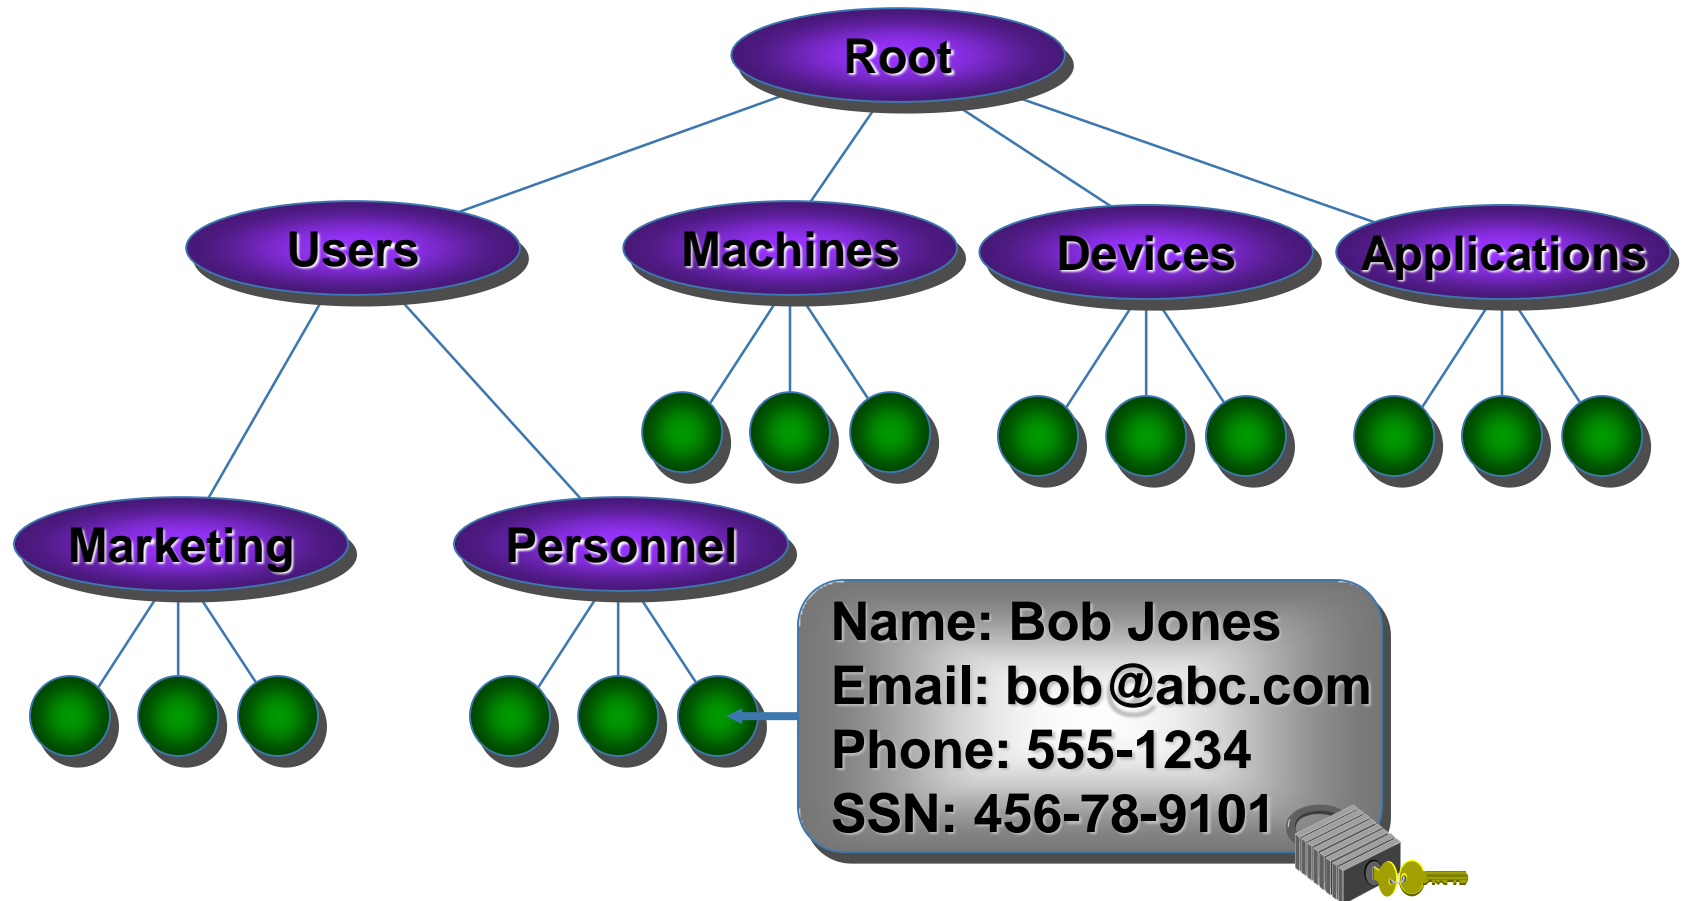 Root
Users
Machines
Devices
Applications
Marketing
Personnel
Name: Bob Jones
Email: bob@abc.com
Phone: 555-1234
SSN: 456-78-9101